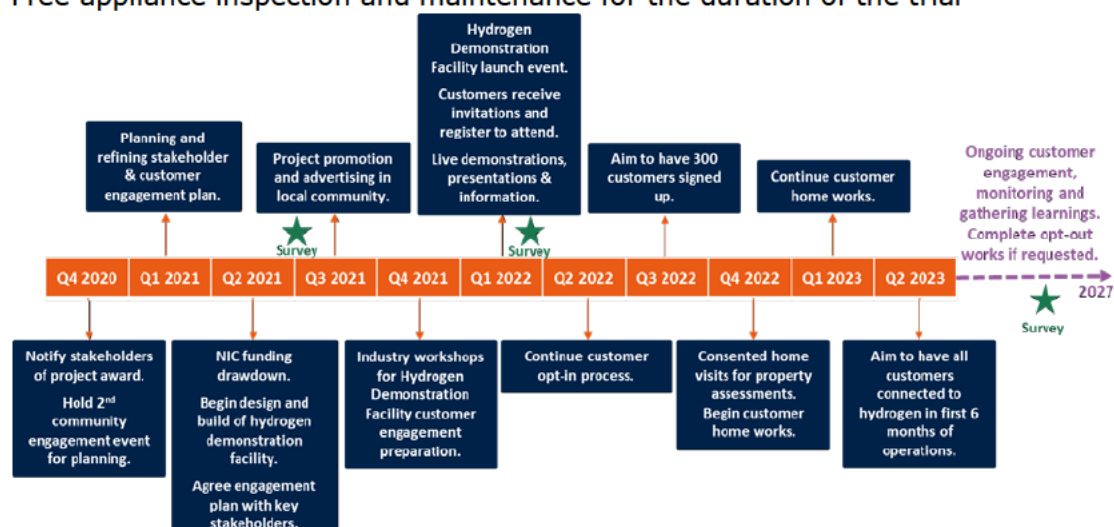 Free appliance inspection and maintenance for the duration of the trial
Hydrogen
Demonstration
Facility launch event.
Customers receive
invitations and
register to attend.
Live demonstrations,
presentations &
information.
Planning and
refining stakeholder
& customer
engagement plan.
Project promotion
and advertising in
local community.
Aim to have 300
customers signed
up.
Continue customer
home works.
Ongoing customer
engagement,
monitoring and
gathering learnings.
Complete opt-out
works if requested.
Survey
Survey
Q4 2020 Q1 2021 Q2 2021 Q3 2021 Q4 2021 Q1 2022 Q2 2022 Q3 2022 Q4 2022 Q1 2023 Q2 2023
2027
Survey
Notify stakeholders
of project award.
Hold 2nd
community
engagement event
for planning.
NIC funding
drawdown.
Begin design and
build of hydrogen
demonstration
facility.
Agree engagement
plan with key
stakeholders.
Industry workshops
for Hydrogen
Demonstration
Facility customer
engagement
preparation.
Continue customer
opt-in process.
Consented home
visits for property
assessments.
Begin customer
home works.
Aim to have all
customers
connected to
hydrogen in first 6
months of
operations.